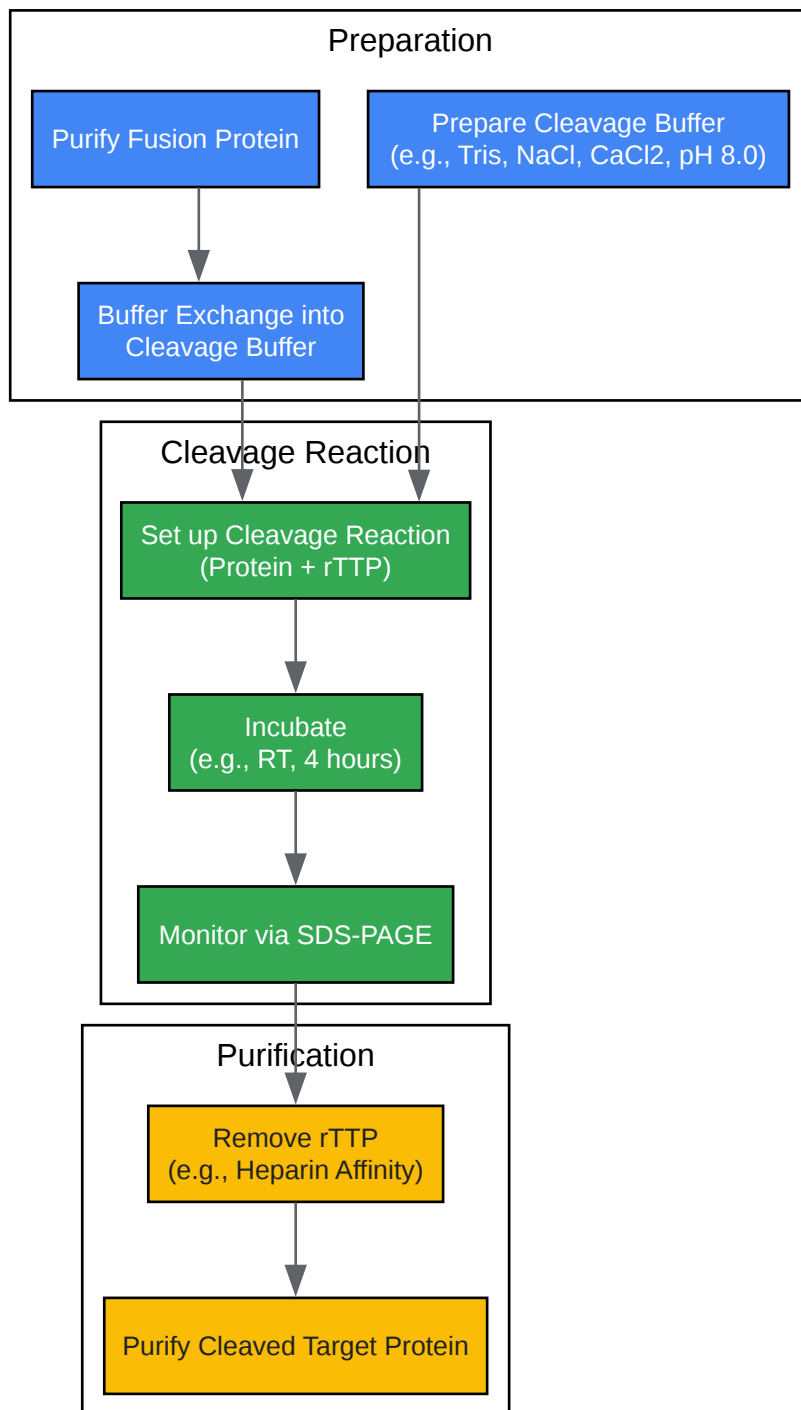 Preparation
Purify Fusion Protein
Prepare Cleavage Buffer
(e.g., Tris, NaCl, CaCl2, pH 8.0)
Buffer Exchange into
Cleavage Buffer
Cleavage Reaction
Set up Cleavage Reaction
(Protein + rTTP)
Incubate
(e.g., RT, 4 hours)
Monitor via SDS-PAGE
Purification
Remove rTTP
(e.g., Heparin Affinity)
Purify Cleaved Target Protein